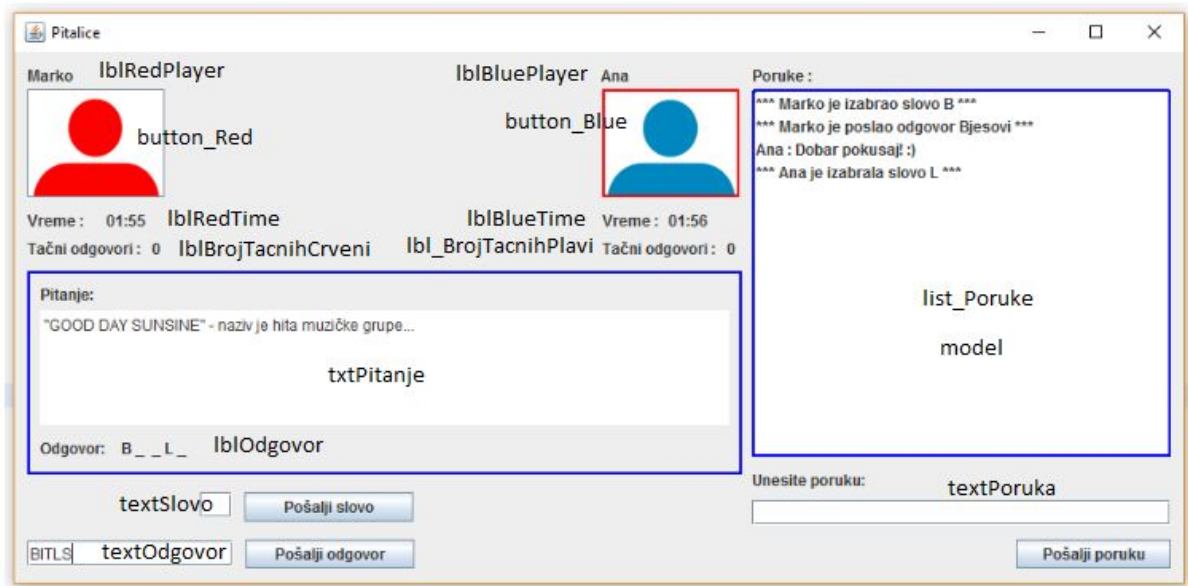 Pitalice
Marko lblRedPlayer
lblBluePlayer Ana
button_Red
button_Blue
Vreme : 01:55 lblRedTime
lblBlueTime Vreme : 01:56
Tačni odgovori : 0 lblBrojTacnihCrveni
lbl_BrojTacnihPlavi Tačni odgovori : 0
Pitanje:
"GOOD DAY SUNSINE" - naziv je hita muzičke grupe...
txtPitanje
Odgovor: B _ _ L _ lblOdgovor
textSlovo
Pošalji slovo
BITLS textOdgovor
Pošalji odgovor
Poruke :
*** Marko je izabrao slovo B ***
*** Marko je poslao odgovor Bjesovi ***
Ana : Dobar pokusaj! :)
*** Ana je izabrala slovo L ***
list_Poruke
model
Unesite poruku:
textPoruka
Pošalji poruku